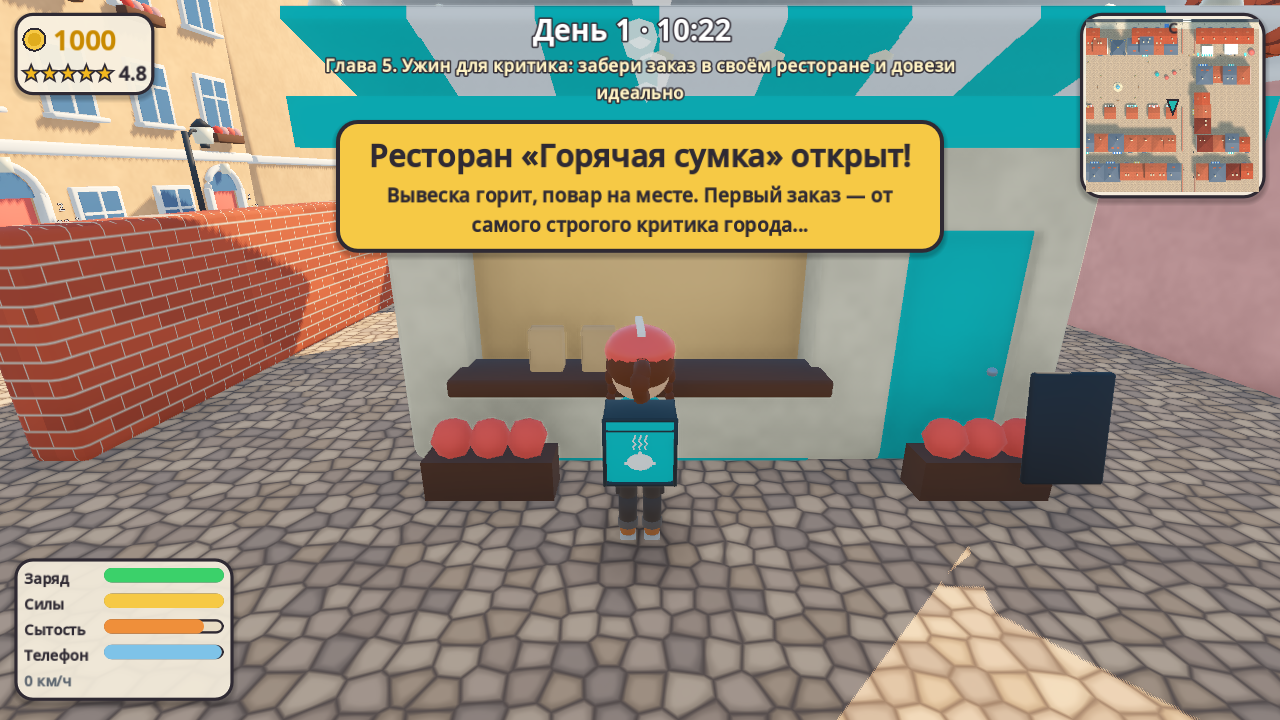 1000
4.8
День 1 · 10:22
Глава 5. Ужин для критика: забери заказ в своём ресторане и довези
идеально
С
Ресторан «Горячая сумка» открыт!
Вывеска горит, повар на месте. Первый заказ — от
самого строгого критика города...
Заряд
Силы
Сытость
Телефон
0 км/ч